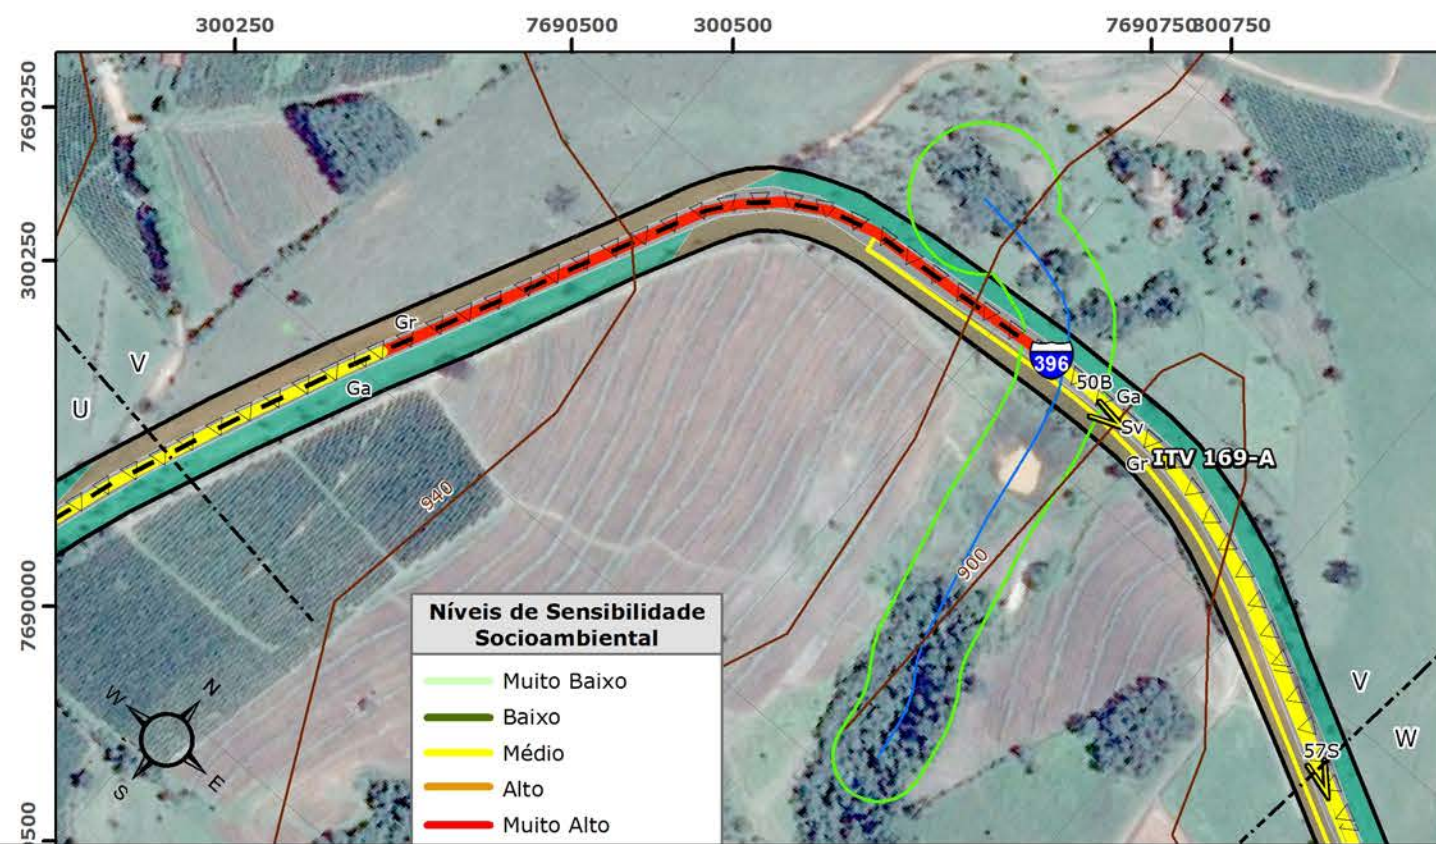 300250
7690500
300500
7690750
300750
7690250
300250
7690000
V
U
Gr
Ga
940
900
396
50B
Ga
Sv
Gr
ITV 169-A
57S
V
W
N
W
E
S
Níveis de Sensibilidade
Socioambiental
Muito Baixo
Baixo
Médio
Alto
Muito Alto